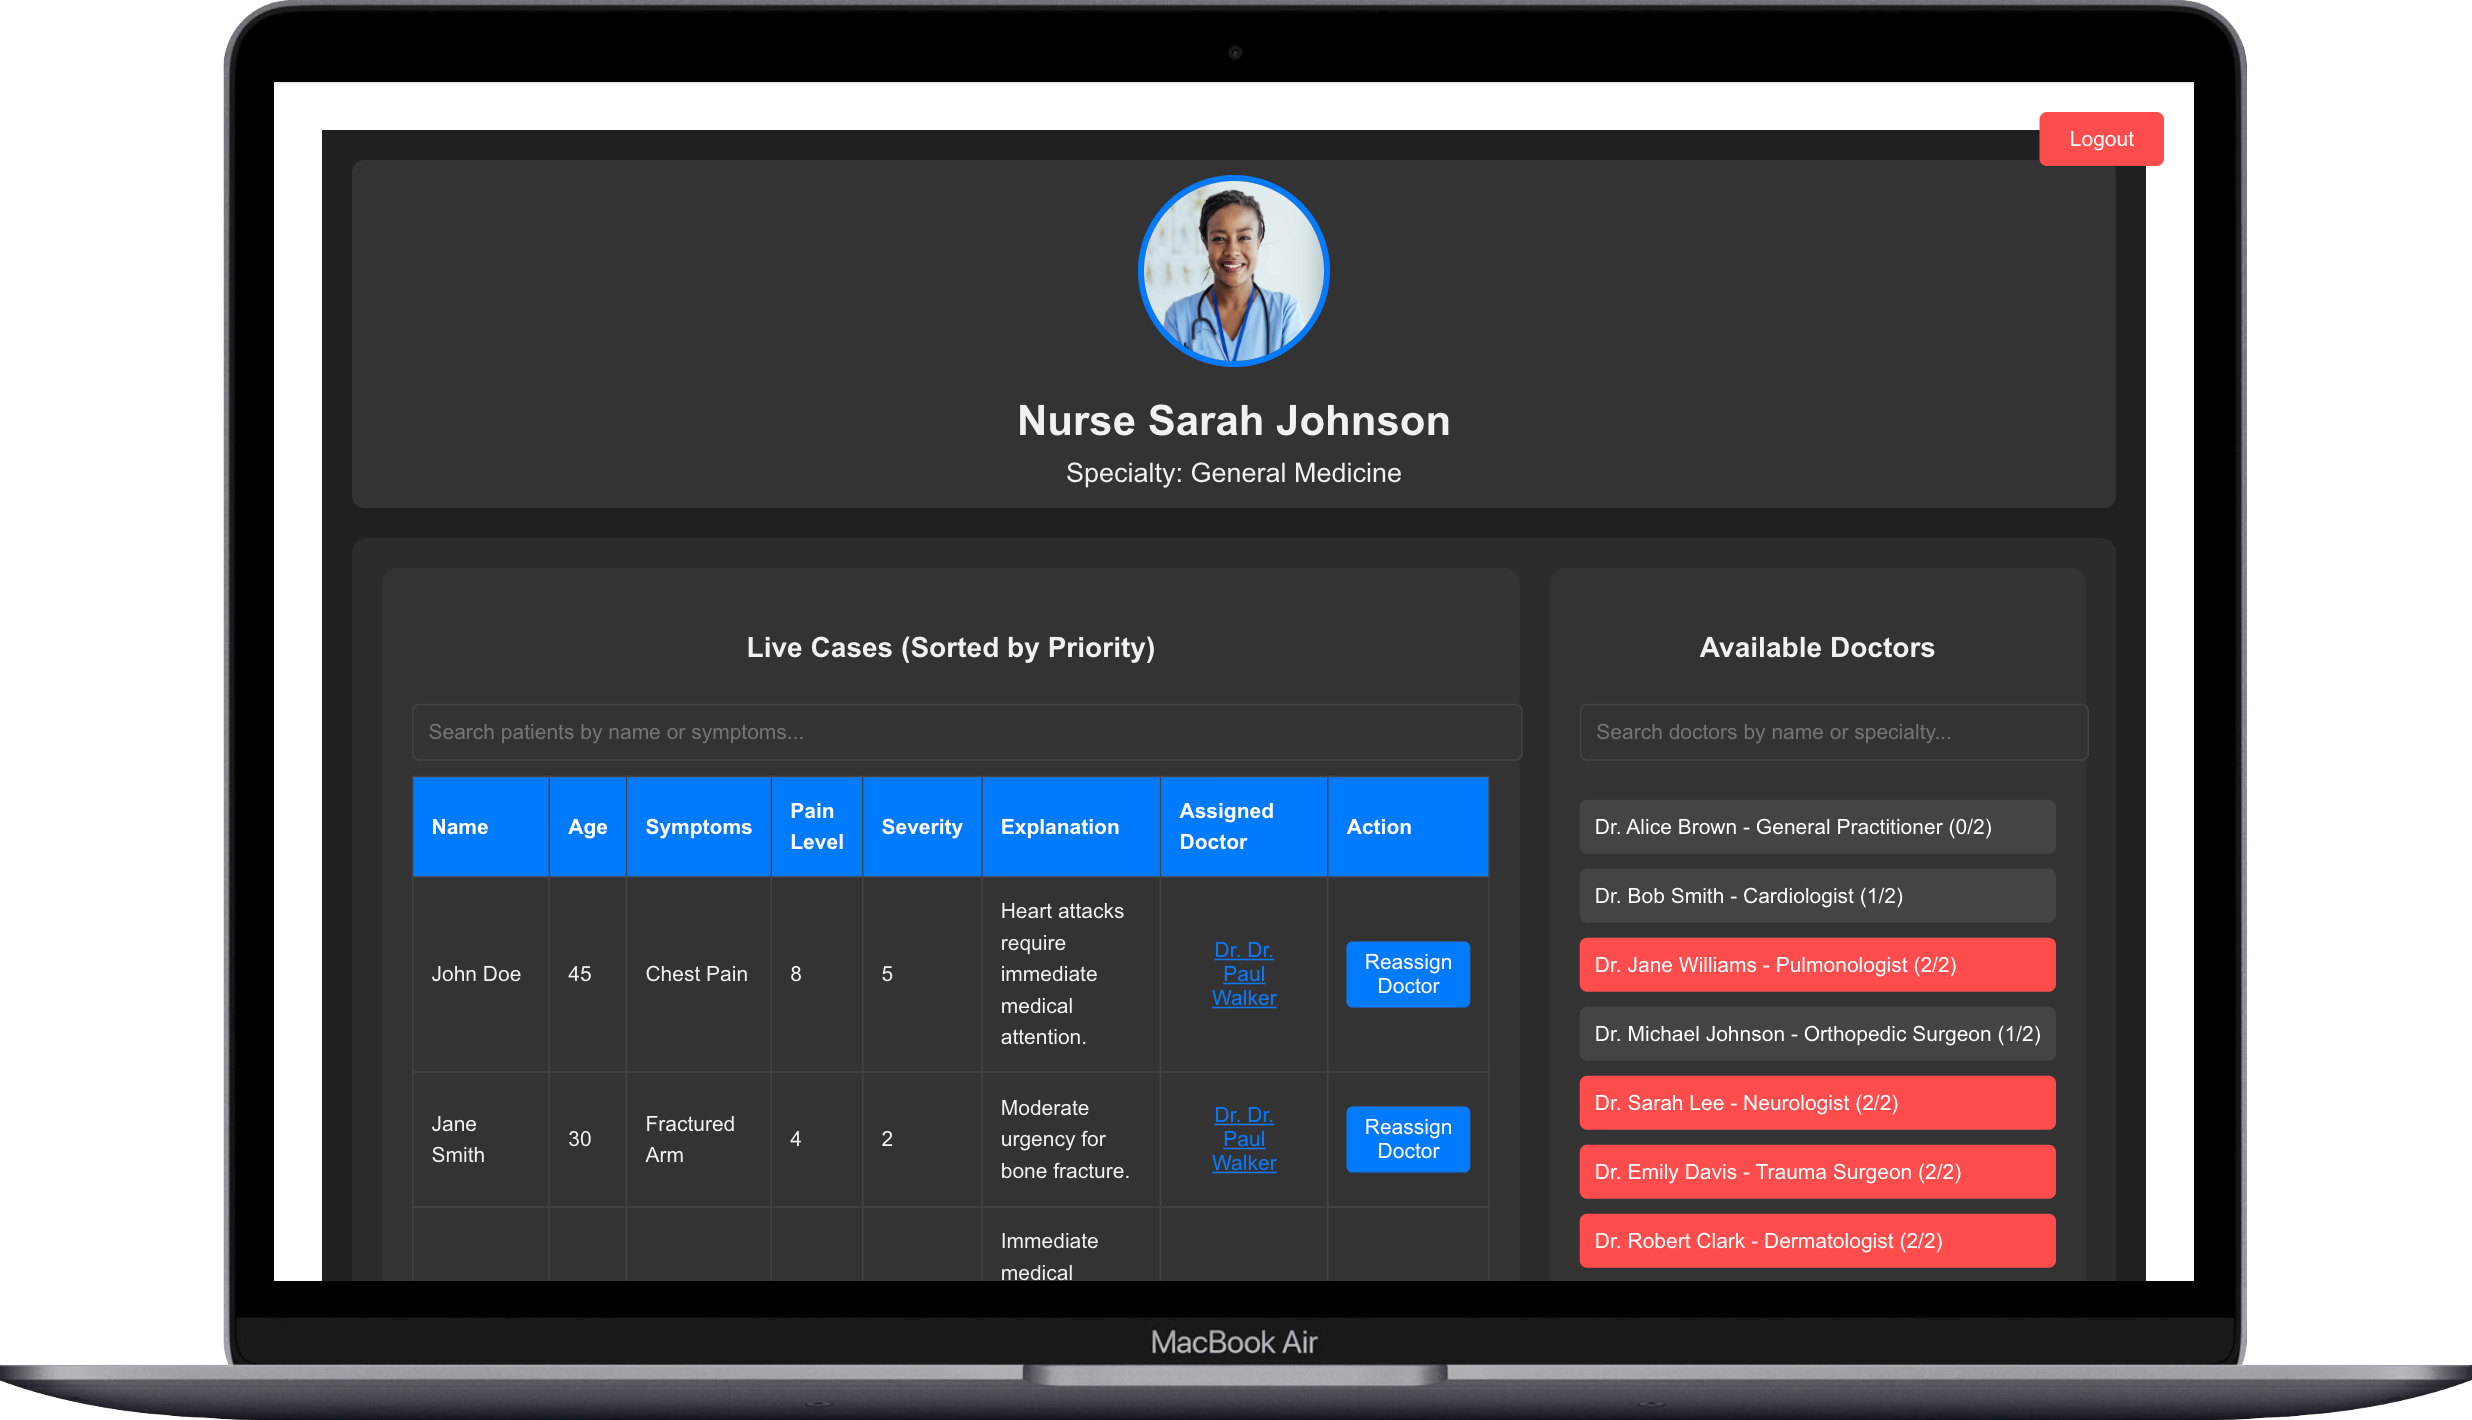 Logout
Nurse Sarah Johnson
Specialty: General Medicine
Live Cases (Sorted by Priority)
Search patients by name or symptoms...
Name
Age
Symptoms
Pain
Level
Severity
Explanation
Assigned
Doctor
Action
John Doe
45
Chest Pain
8
5
Heart attacks
require
immediate
medical
attention.
Dr. Dr.
Paul
Walker
Reassign
Doctor
Jane
Smith
30
Fractured
Arm
4
2
Moderate
urgency for
bone fracture.
Dr. Dr.
Paul
Walker
Reassign
Doctor
Immediate
medical
Available Doctors
Search doctors by name or specialty...
Dr. Alice Brown - General Practitioner (0/2)
Dr. Bob Smith - Cardiologist (1/2)
Dr. Jane Williams - Pulmonologist (2/2)
Dr. Michael Johnson - Orthopedic Surgeon (1/2)
Dr. Sarah Lee - Neurologist (2/2)
Dr. Emily Davis - Trauma Surgeon (2/2)
Dr. Robert Clark - Dermatologist (2/2)
MacBook Air